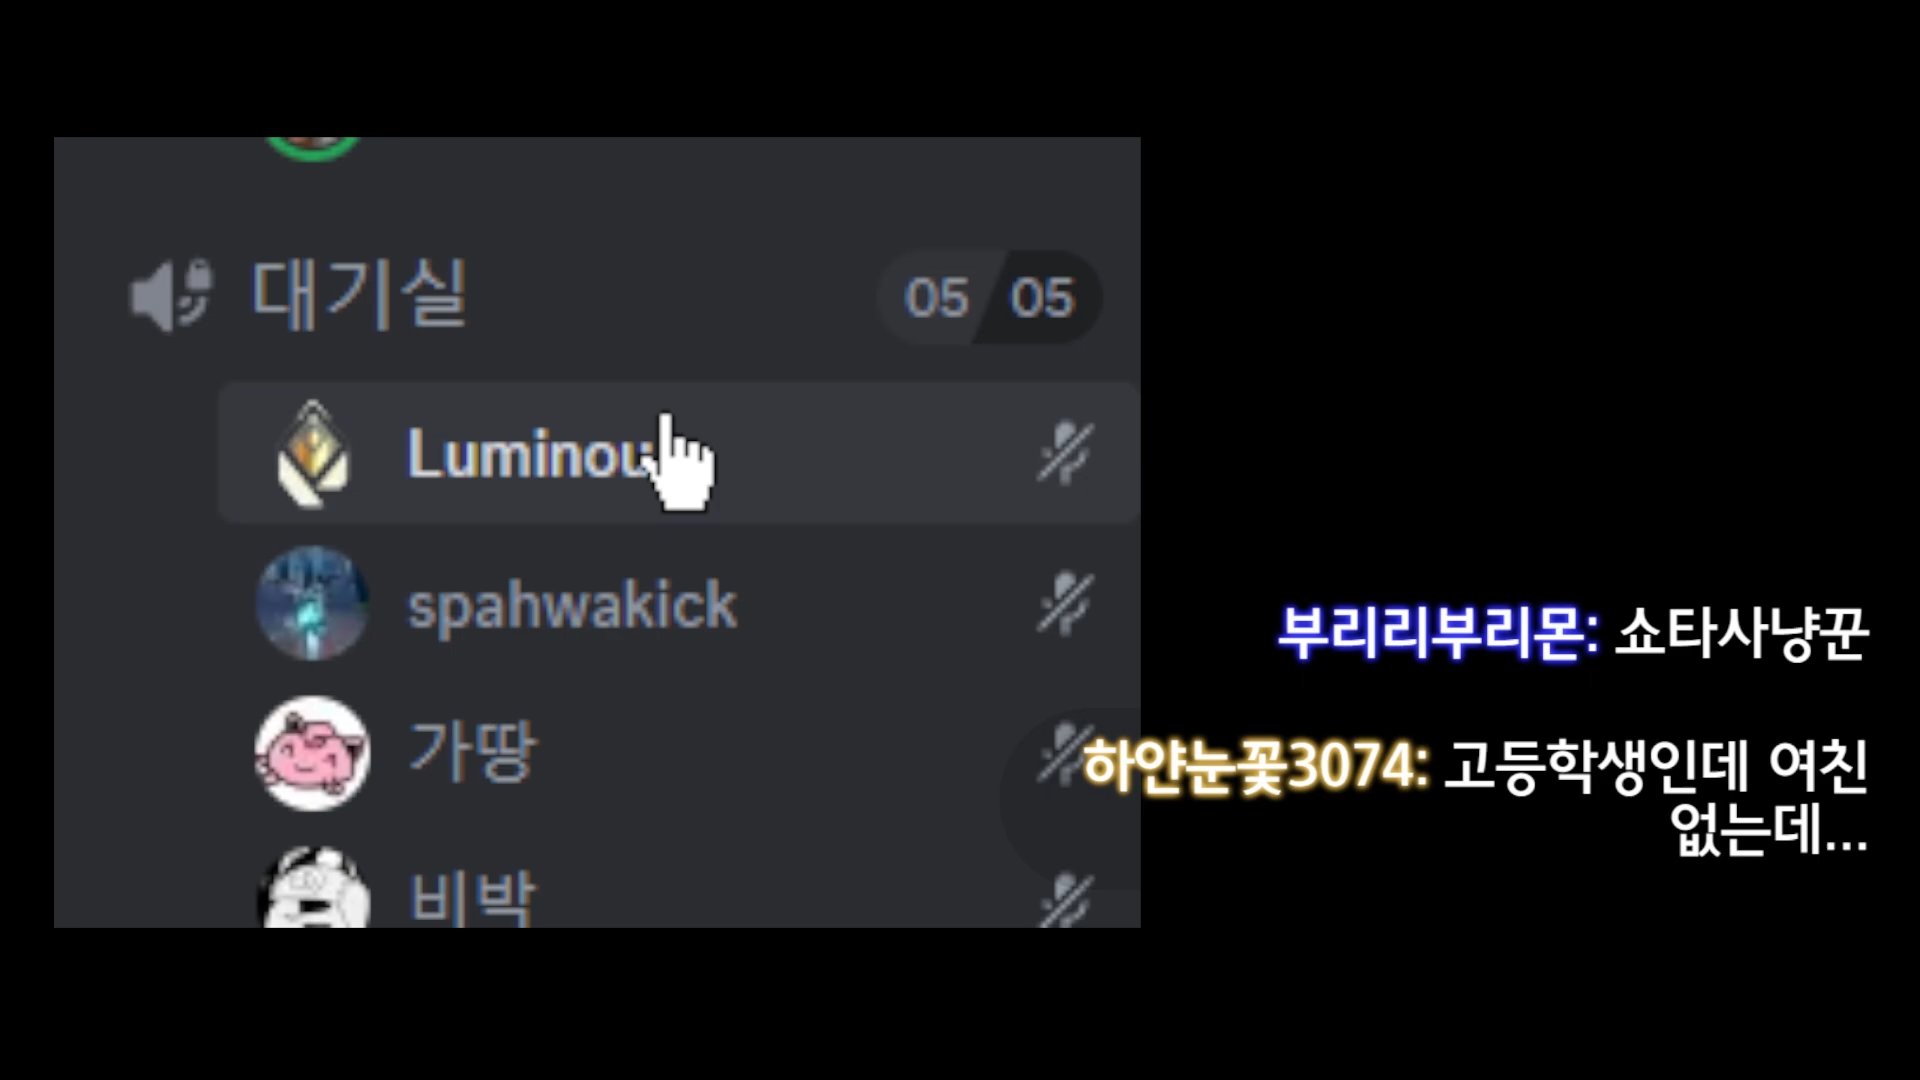 대기실
05 05
Luminou
spahwakick
가땅
비박
부리리부리몬: 쇼타사냥꾼
하얀눈꽃3074: 고등학생인데 여친
없는데...